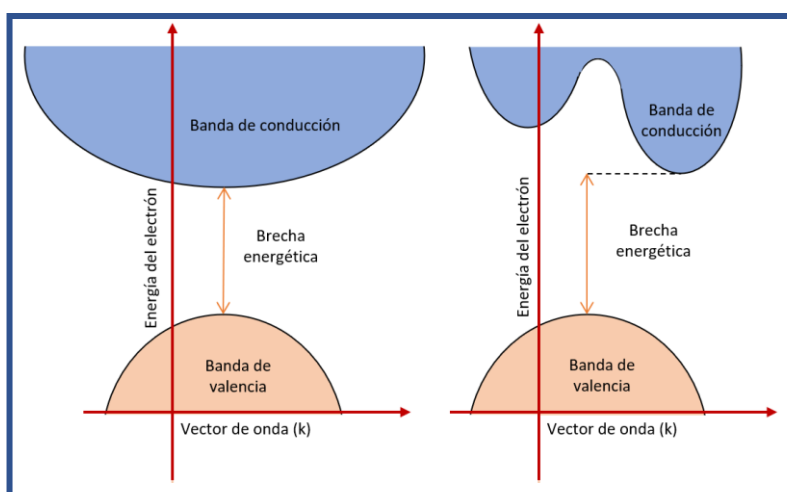 Banda de conducción
Energía del electrón
Brecha
energética
Banda de
valencia
Vector de onda (k)
Banda de
conducción
Energía del electrón
Brecha
energética
Banda de
valencia
Vector de onda (k)